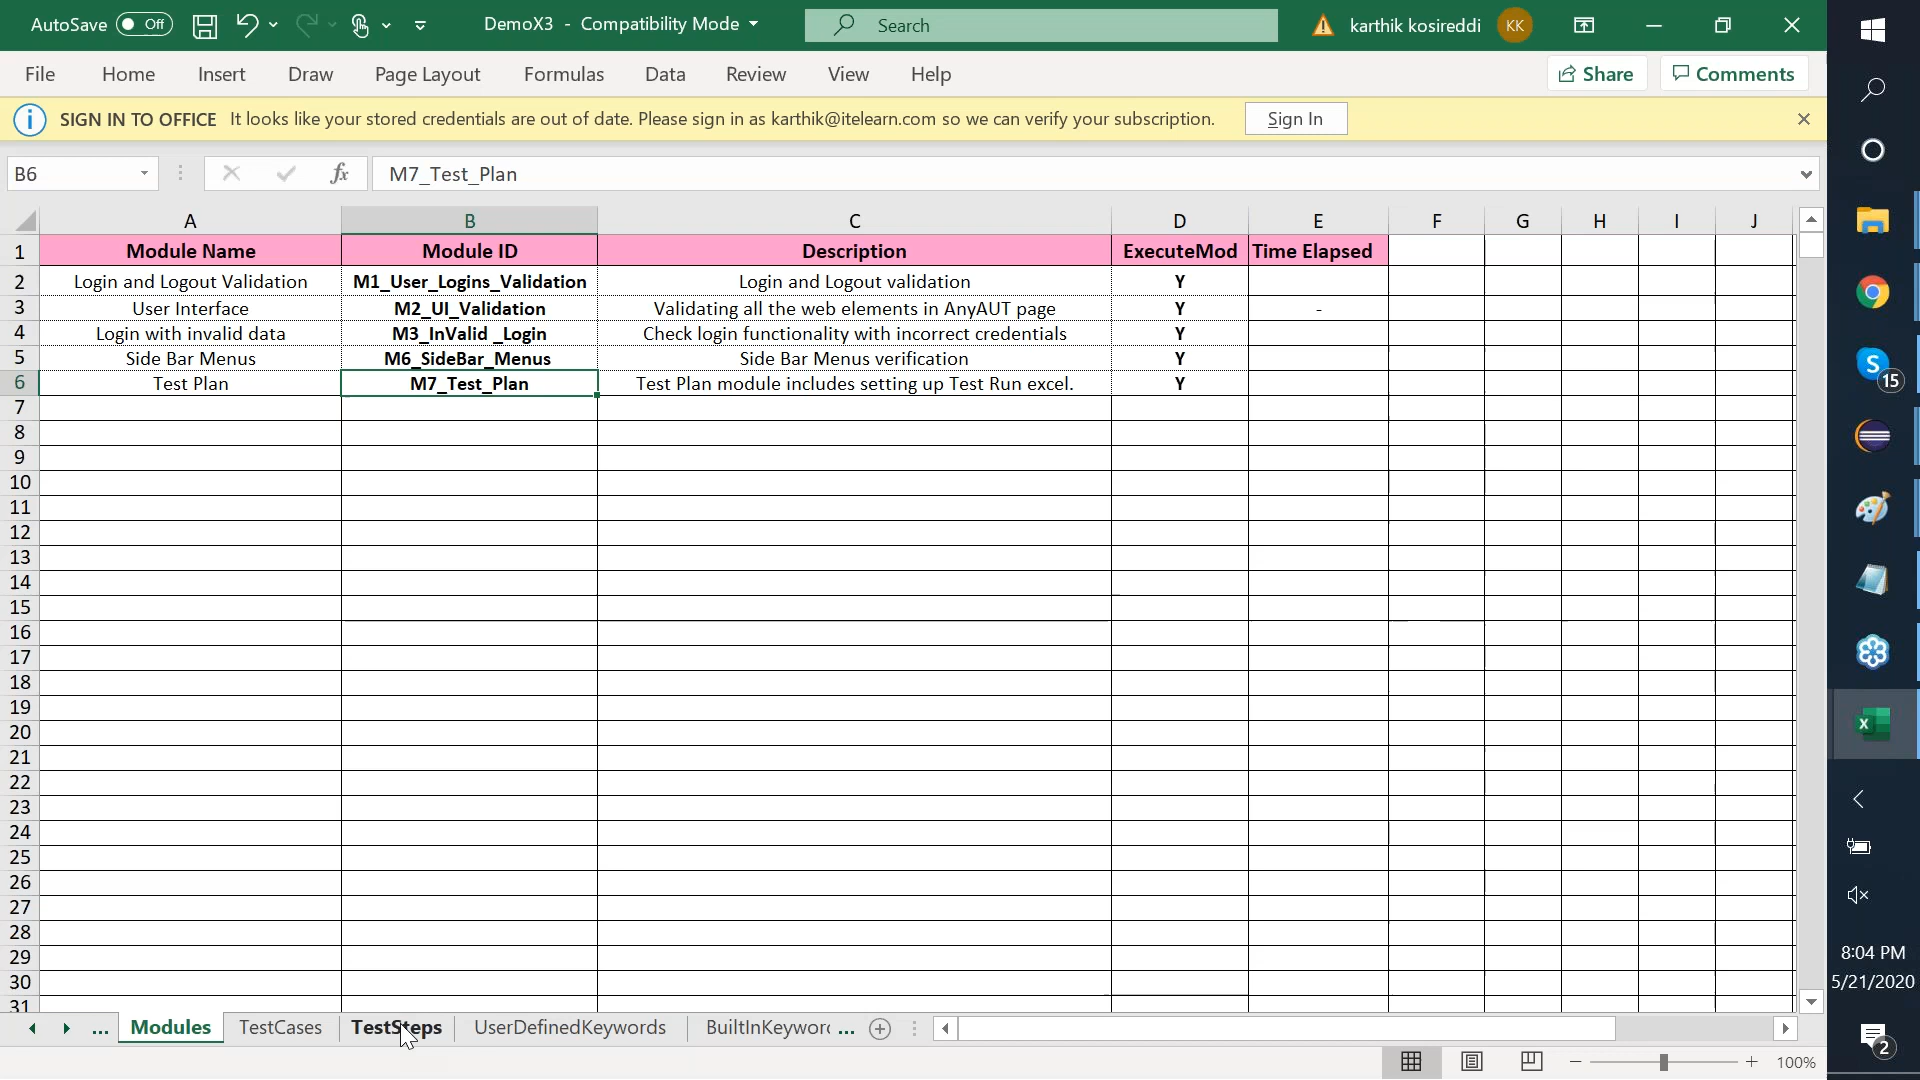 AutoSave Off DemoX3 - Compatibility Mode Search karthik kosireddi KK
File Home Insert Draw Page Layout Formulas Data Review View Help Share Comments
SIGN IN TO OFFICE It looks like your stored credentials are out of date. Please sign in as karthik@itelearn.com so we can verify your subscription. Sign In
B6 fx M7_Test_Plan
A B C D E F G H I J
1 Module Name Module ID Description ExecuteMod Time Elapsed
2 Login and Logout Validation M1_User_Logins_Validation Login and Logout validation Y
3 User Interface M2_UI_Validation Validating all the web elements in AnyAUT page Y -
4 Login with invalid data M3_InValid _Login Check login functionality with incorrect credentials Y
5 Side Bar Menus M6_SideBar_Menus Side Bar Menus verification Y
6 Test Plan M7_Test_Plan Test Plan module includes setting up Test Run excel. Y
7
8
9
10
11
12
13
14
15
16
17
18
19
20
21
22
23
24
25
26
27
28
29
30
31
... Modules TestCases TestSteps UserDefinedKeywords BuiltInKeywor ...
100%
S 15
X
8:04 PM
5/21/2020
2